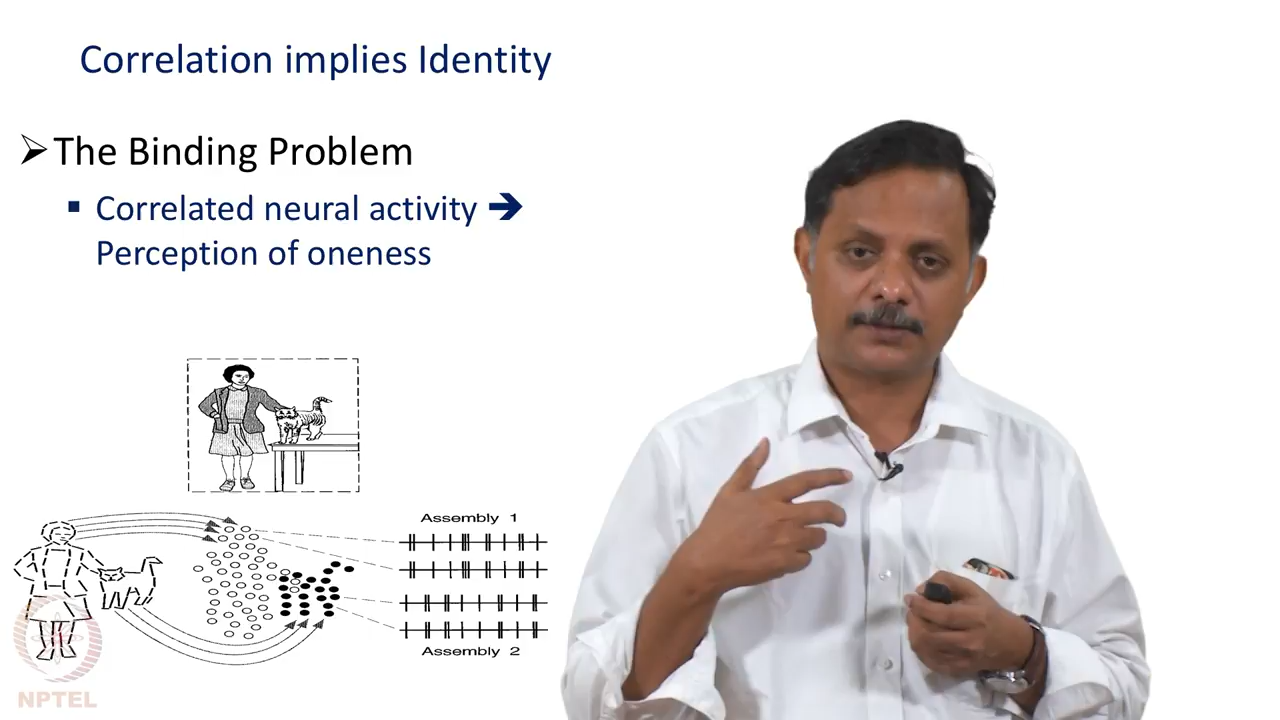 Correlation implies Identity
The Binding Problem
Correlated neural activity
Perception of oneness
Assembly 1
Assembly 2
NPTEL